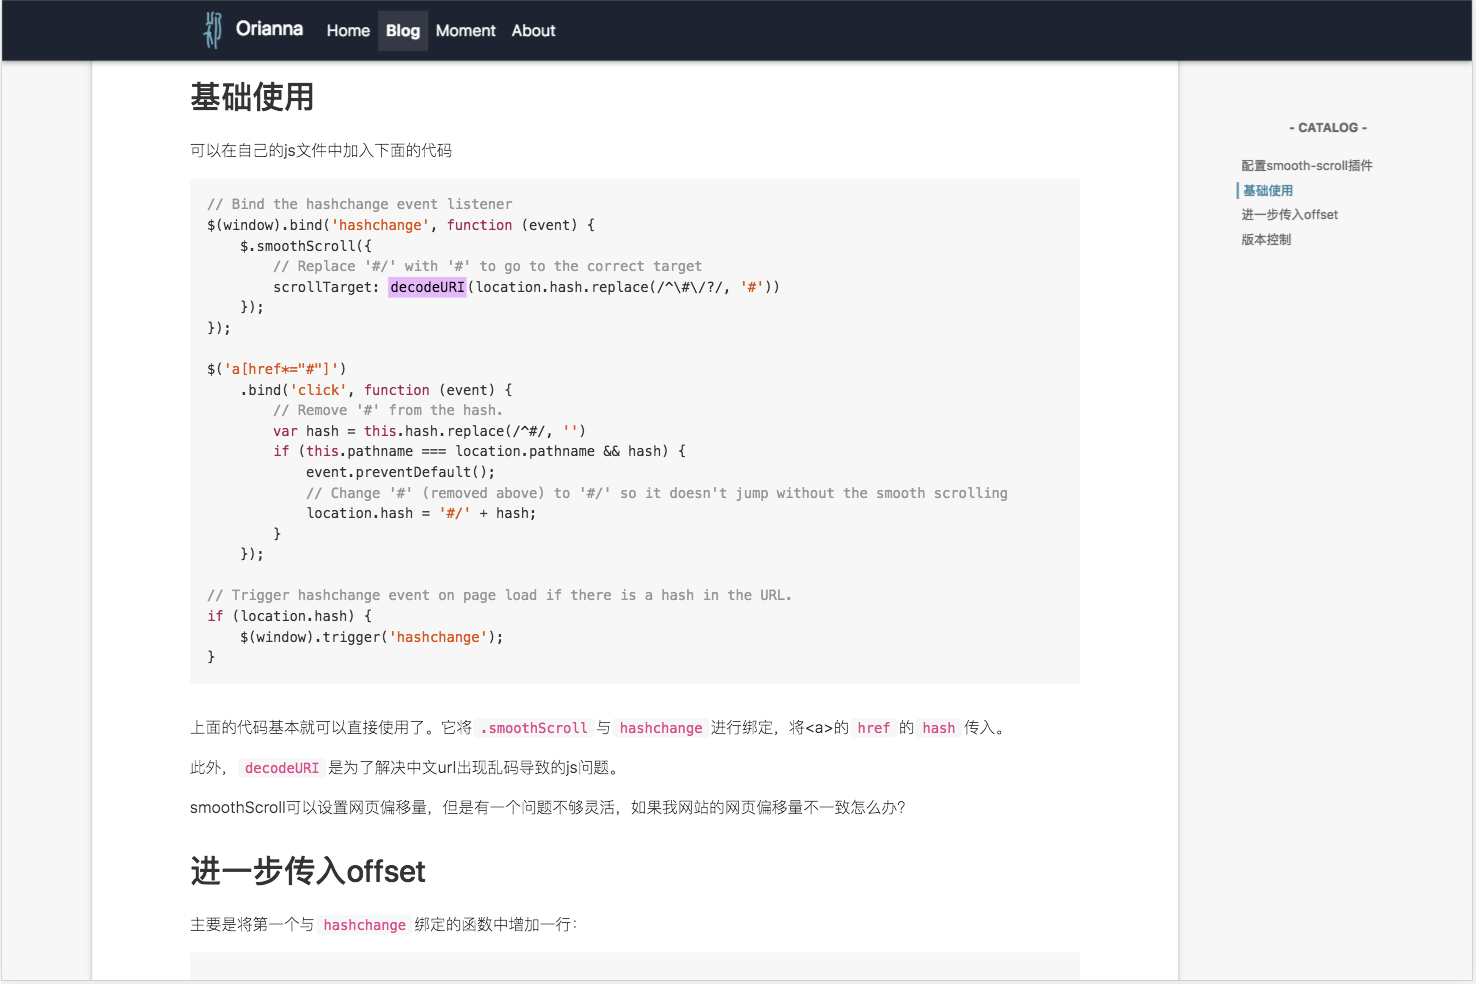 Orianna Home Blog Moment About
基础使用
可以在自己的js文件中加入下面的代码
// Bind the hashchange event listener
$(window).bind('hashchange', function (event) {
    $.smoothScroll({
        // Replace '#/' with '#' to go to the correct target
        scrollTarget: decodeURI(location.hash.replace(/^\#\/?/, '#'))
    });
});
$('a[href*="#"]')
    .bind('click', function (event) {
        // Remove '#' from the hash.
        var hash = this.hash.replace(/^#/, '')
        if (this.pathname === location.pathname && hash) {
            event.preventDefault();
            // Change '#' (removed above) to '#/' so it doesn't jump without the smooth scrolling
            location.hash = '#/' + hash;
        }
    });
// Trigger hashchange event on page load if there is a hash in the URL.
if (location.hash) {
    $(window).trigger('hashchange');
}
上面的代码基本就可以直接使用了。它将 .smoothScroll 与 hashchange 进行绑定，将<a>的 href 的 hash 传入。
此外， decodeURI 是为了解决中文url出现乱码导致的js问题。
smoothScroll可以设置网页偏移量，但是有一个问题不够灵活，如果我网站的网页偏移量不一致怎么办？
进一步传入offset
主要是将第一个与 hashchange 绑定的函数中增加一行：
- CATALOG -
配置smooth-scroll插件
基础使用
进一步传入offset
版本控制